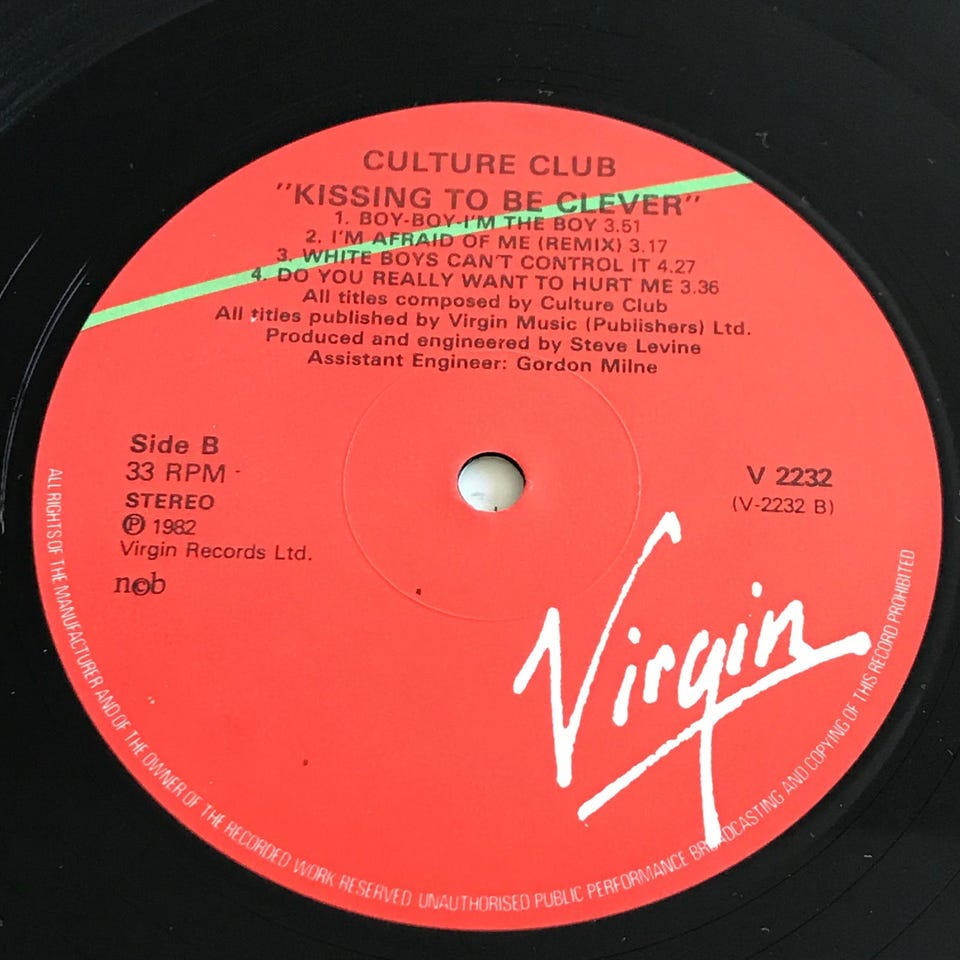 CULTURE CLUB
"KISSING TO BE CLEVER"
1. BOY-BOY-I'M THE BOY 3.51
2. I'M AFRAID OF ME (REMIX) 3.17
3. WHITE BOYS CAN'T CONTROL IT 4.27
4. DO YOU REALLY WANT TO HURT ME 3.36
All titles composed by Culture Club
All titles published by Virgin Music (Publishers) Ltd.
Produced and engineered by Steve Levine
Assistant Engineer: Gordon Milne
Side B
33 RPM
STEREO
℗ 1982
Virgin Records Ltd.
n©b
V 2232
(V-2232 B)
Virgin
ALL RIGHTS OF THE MANUFACTURER AND OF THE OWNER OF THE RECORDED WORK RESERVED UNAUTHORISED PUBLIC PERFORMANCE BROADCASTING AND COPYING OF THIS RECORD PROHIBITED